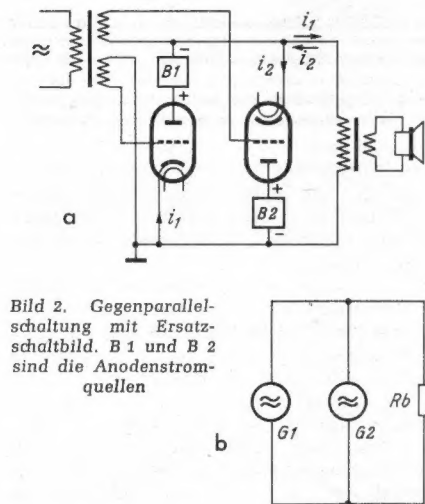 ≈
i₁
i₂
i₂
−
B1
+
+
B2
−
i₁
a
Bild 2. Gegenparallel-
schaltung mit Ersatz-
schaltbild. B 1 und B 2
sind die Anodenstrom-
quellen
≈
≈
G1
G2
Rb
b